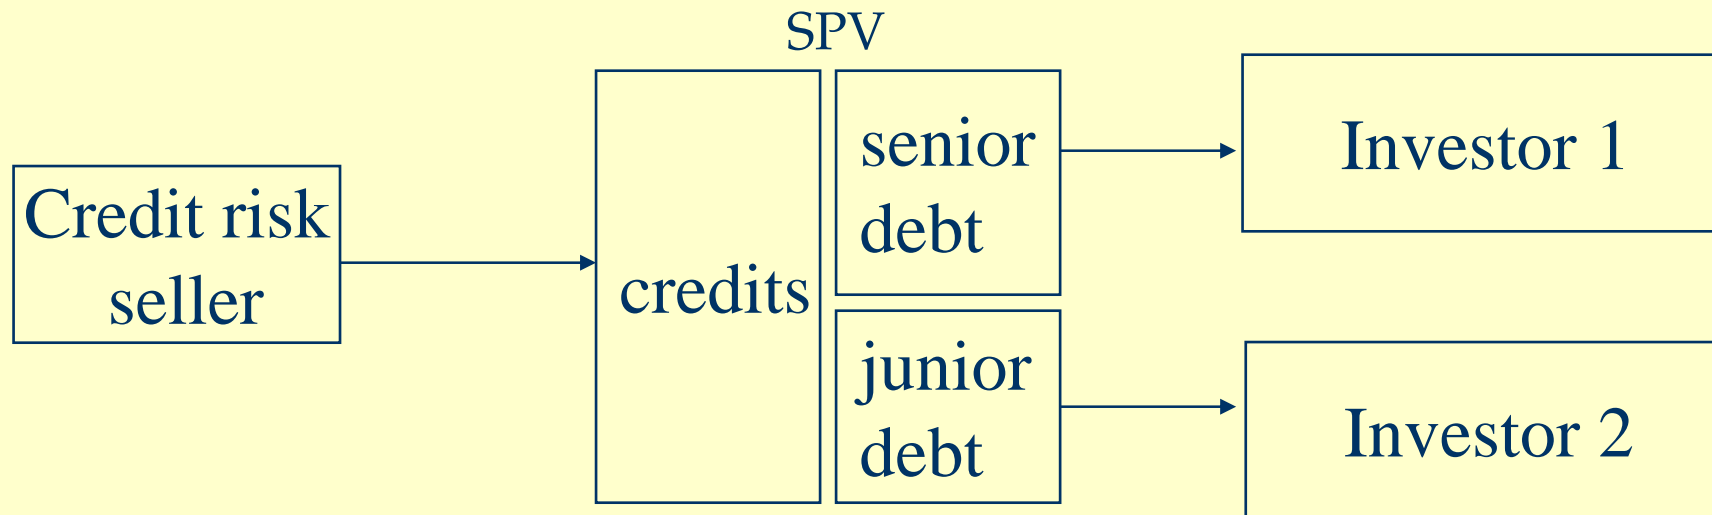 SPV
Credit risk
seller
credits
senior
debt
junior
debt
Investor 1
Investor 2